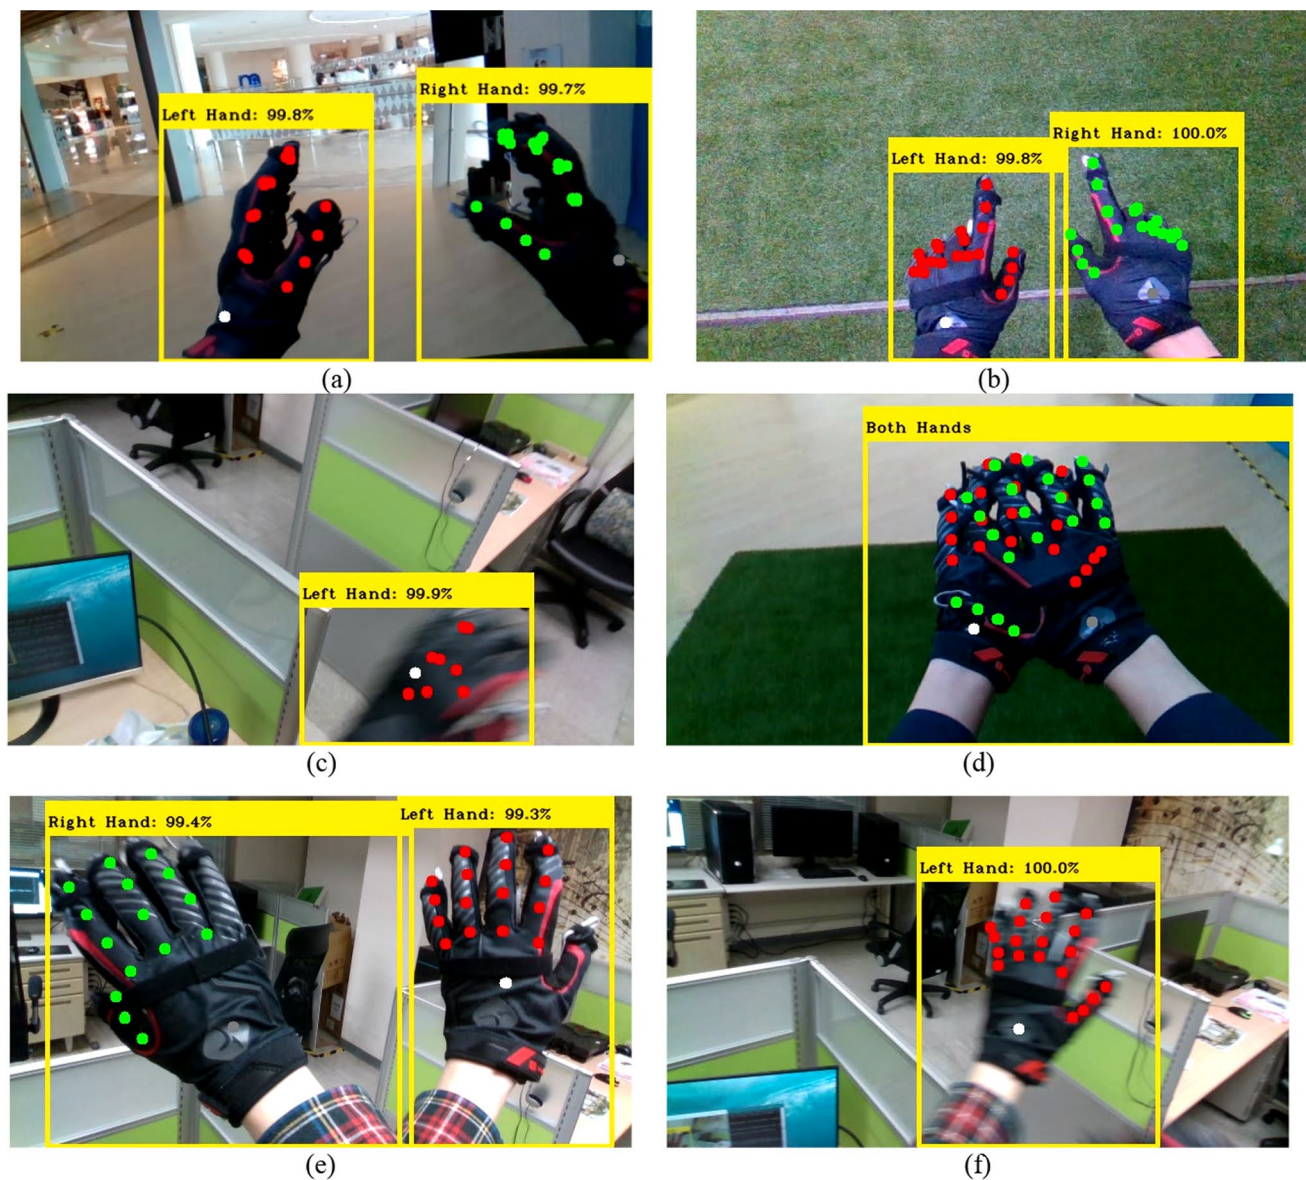 Left Hand: 99.8%
Right Hand: 99.7%
(a)
Left Hand: 99.8%
Right Hand: 100.0%
(b)
Left Hand: 99.9%
(c)
Both Hands
(d)
Right Hand: 99.4%
Left Hand: 99.3%
(e)
Left Hand: 100.0%
(f)